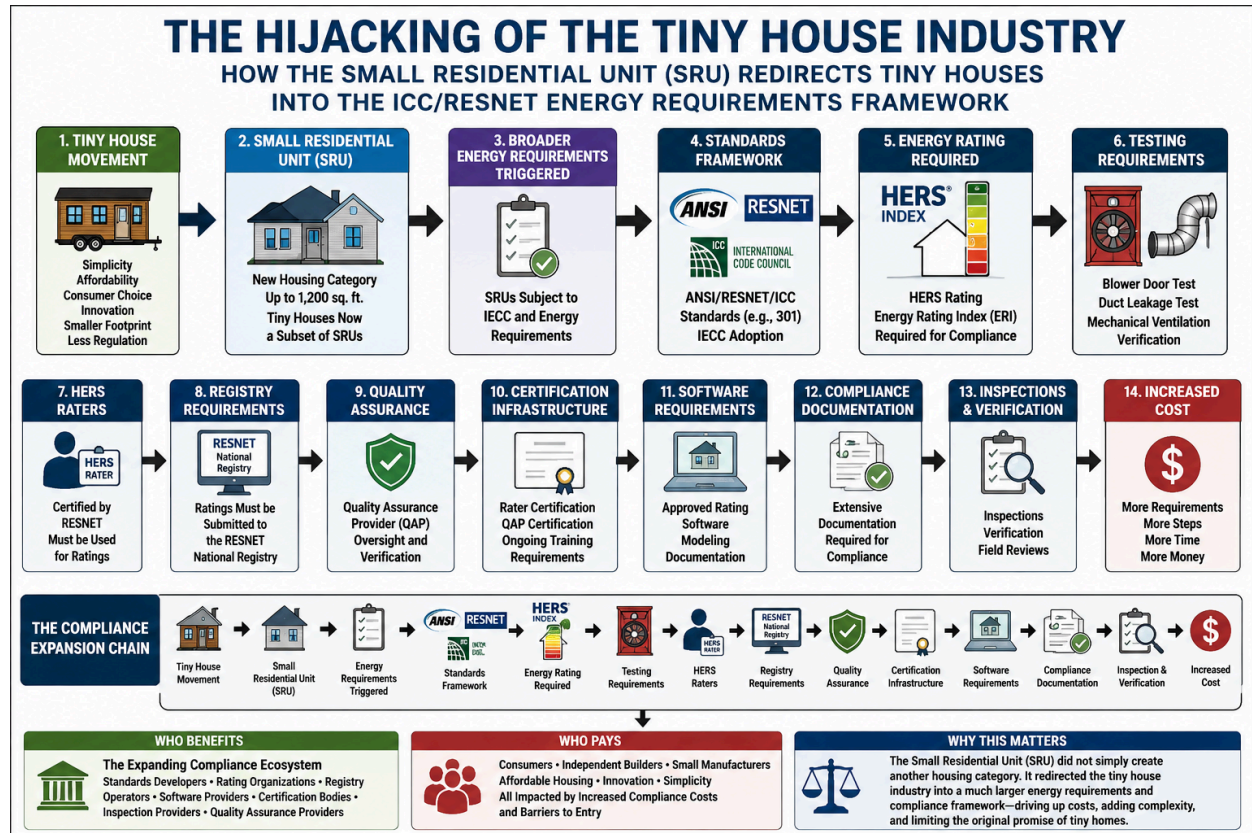 THE HIJACKING OF THE TINY HOUSE INDUSTRY
HOW THE SMALL RESIDENTIAL UNIT (SRU) REDIRECTS TINY HOUSES
INTO THE ICC/RESNET ENERGY REQUIREMENTS FRAMEWORK
1. TINY HOUSE
MOVEMENT
Simplicity
Affordability
Consumer Choice
Innovation
Smaller Footprint
Less Regulation
2. SMALL RESIDENTIAL
UNIT (SRU)
New Housing Category
Up to 1,200 sq. ft.
Tiny Houses Now
a Subset of SRUs
3. BROADER
ENERGY REQUIREMENTS
TRIGGERED
SRUs Subject to
IECC and Energy
Requirements
4. STANDARDS
FRAMEWORK
ANSI RESNET
ICC
INTERNATIONAL
CODE COUNCIL
ANSI/RESNET/ICC
Standards (e.g., 301)
IECC Adoption
5. ENERGY RATING
REQUIRED
HERS®
INDEX
HERS Rating
Energy Rating Index (ERI)
Required for Compliance
6. TESTING
REQUIREMENTS
Blower Door Test
Duct Leakage Test
Mechanical Ventilation
Verification
7. HERS
RATERS
HERS
RATER
Certified by
RESNET
Must be Used
for Ratings
8. REGISTRY
REQUIREMENTS
RESNET
National
Registry
Ratings Must be
Submitted to
the RESNET
National Registry
9. QUALITY
ASSURANCE
Quality Assurance
Provider (QAP)
Oversight and
Verification
10. CERTIFICATION
INFRASTRUCTURE
Rater Certification
QAP Certification
Ongoing Training
Requirements
11. SOFTWARE
REQUIREMENTS
Approved Rating
Software
Modeling
Documentation
12. COMPLIANCE
DOCUMENTATION
Extensive
Documentation
Required for
Compliance
13. INSPECTIONS
& VERIFICATION
Inspections
Verification
Field Reviews
14. INCREASED
COST
$
More Requirements
More Steps
More Time
More Money
THE COMPLIANCE
EXPANSION CHAIN
Tiny House
Movement
Small
Residential Unit
(SRU)
Energy
Requirements
Triggered
ANSI RESNET
Standards
Framework
HERS®
INDEX
Energy Rating
Required
Testing
Requirements
HERS
RATER
HERS
Raters
RESNET
National
Registry
Registry
Requirements
Quality
Assurance
Certification
Infrastructure
Software
Requirements
Compliance
Documentation
Inspection &
Verification
$
Increased
Cost
WHO BENEFITS
The Expanding Compliance Ecosystem
Standards Developers • Rating Organizations • Registry
Operators • Software Providers • Certification Bodies •
Inspection Providers • Quality Assurance Providers
WHO PAYS
Consumers • Independent Builders • Small Manufacturers
Affordable Housing • Innovation • Simplicity
All Impacted by Increased Compliance Costs
and Barriers to Entry
WHY THIS MATTERS
The Small Residential Unit (SRU) did not simply create
another housing category. It redirected the tiny house
industry into a much larger energy requirements and
compliance framework—driving up costs, adding complexity,
and limiting the original promise of tiny homes.